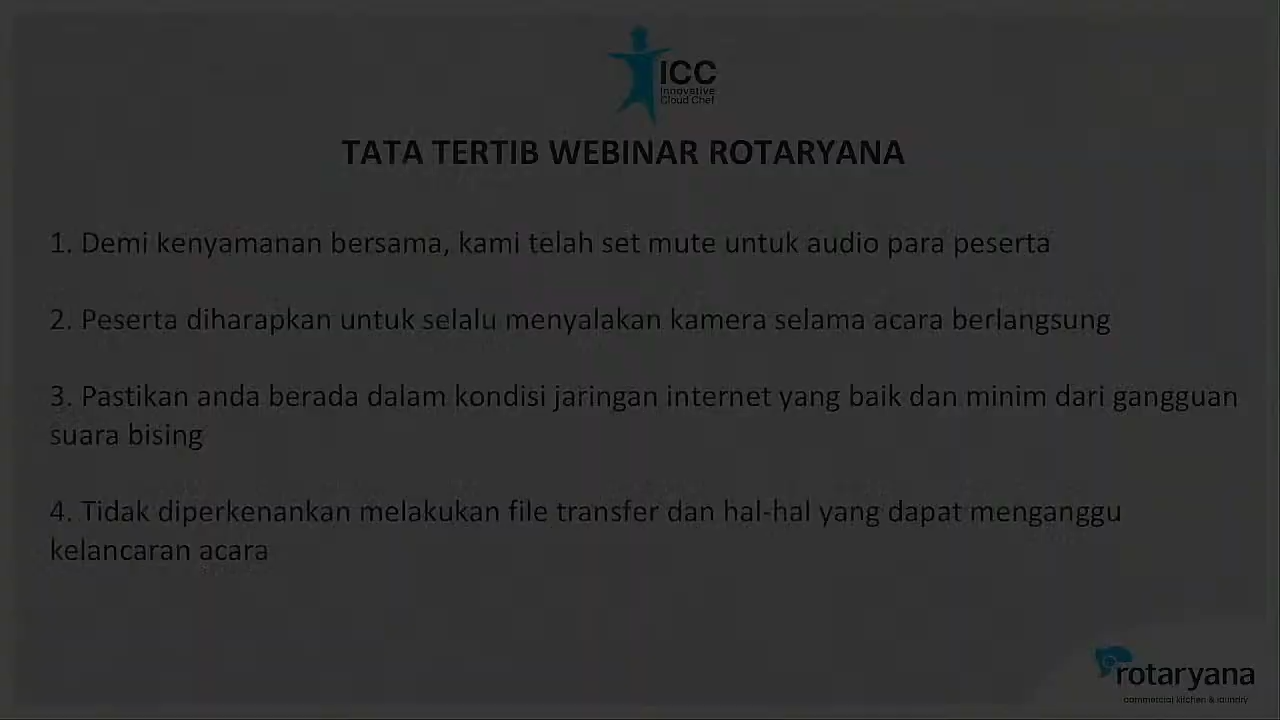 ICC
Innovative
Cloud Chef
TATA TERTIB WEBINAR ROTARYANA
1. Demi kenyamanan bersama, kami telah set mute untuk audio para peserta
2. Peserta diharapkan untuk selalu menyalakan kamera selama acara berlangsung
3. Pastikan anda berada dalam kondisi jaringan internet yang baik dan minim dari gangguan
suara bising
4. Tidak diperkenankan melakukan file transfer dan hal-hal yang dapat menganggu
kelancaran acara
rotaryana
commercial kitchen & laundry